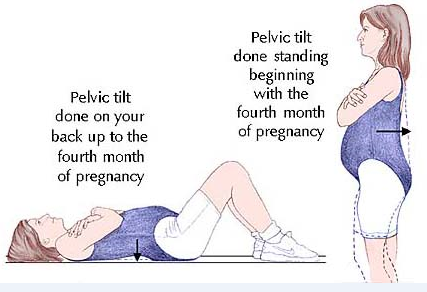 Pelvic tilt
done on your
back up to the
fourth month
of pregnancy
Pelvic tilt
done standing
beginning
with the
fourth month
of pregnancy